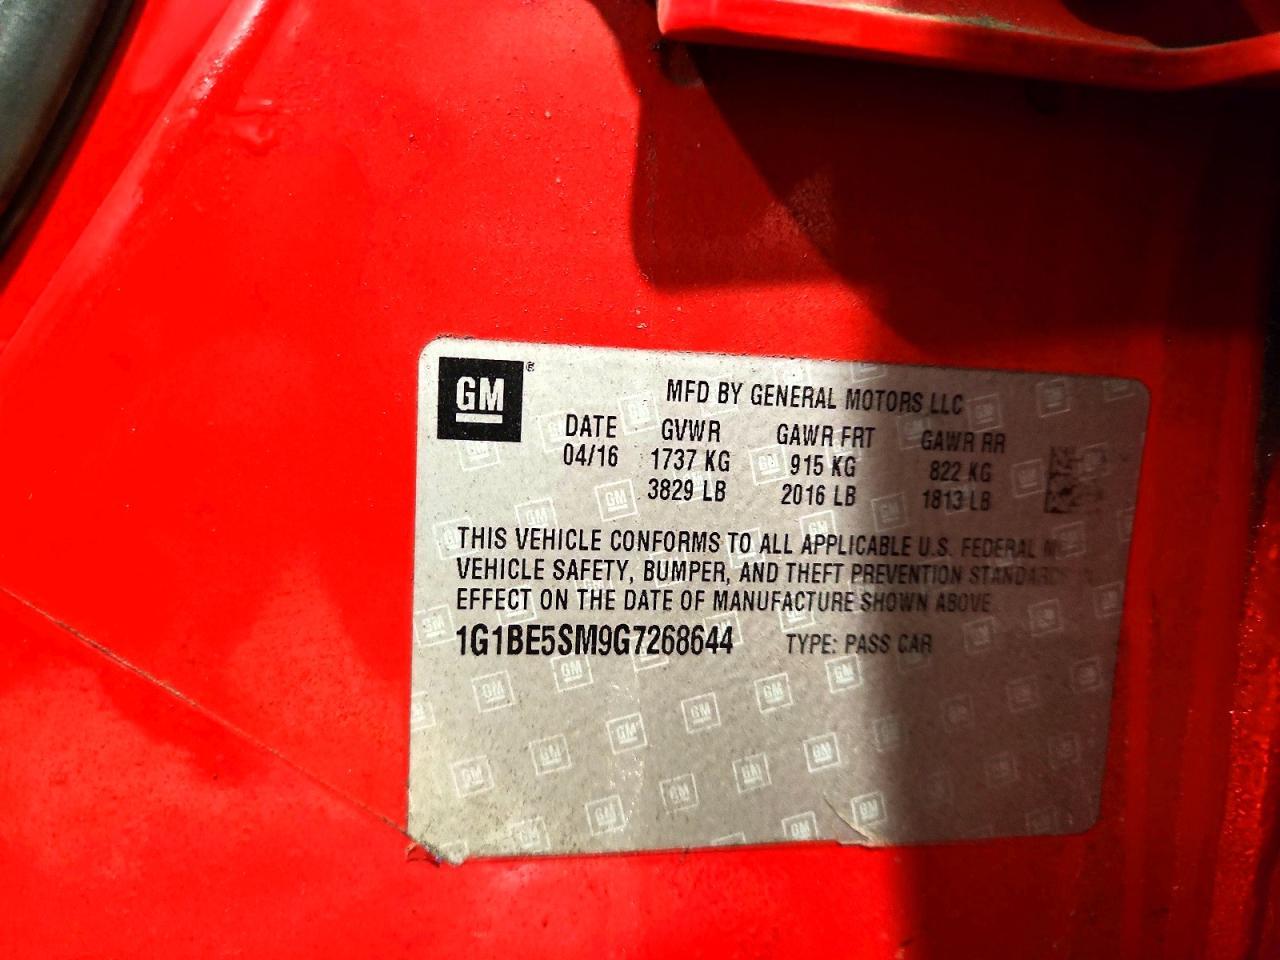 GM
MFD BY GENERAL MOTORS LLC
DATE GVWR GAWR FRT GAWR RR
04/16 1737 KG 915 KG 822 KG
3829 LB 2016 LB 1813 LB
THIS VEHICLE CONFORMS TO ALL APPLICABLE U.S. FEDERAL
VEHICLE SAFETY, BUMPER, AND THEFT PREVENTION
EFFECT ON THE DATE OF MANUFACTURE SHOWN ABOVE
1G1BE5SM9G7268644 TYPE: PASS CAR